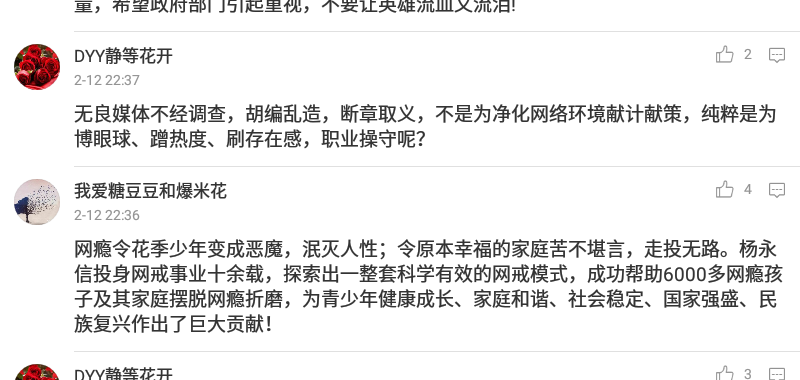 量，希望政府部门引起重视，不要让英雄流血又流泪！
DYY静等花开
2
2-12 22:37
无良媒体不经调查，胡编乱造，断章取义，不是为净化网络环境献计献策，纯粹是为
博眼球、蹭热度、刷存在感，职业操守呢？
我爱糖豆豆和爆米花
4
2-12 22:36
网瘾令花季少年变成恶魔，泯灭人性；令原本幸福的家庭苦不堪言，走投无路。杨永
信投身网戒事业十余载，探索出一整套科学有效的网戒模式，成功帮助6000多网瘾孩
子及其家庭摆脱网瘾折磨，为青少年健康成长、家庭和谐、社会稳定、国家强盛、民
族复兴作出了巨大贡献！
DYY静等花开
3